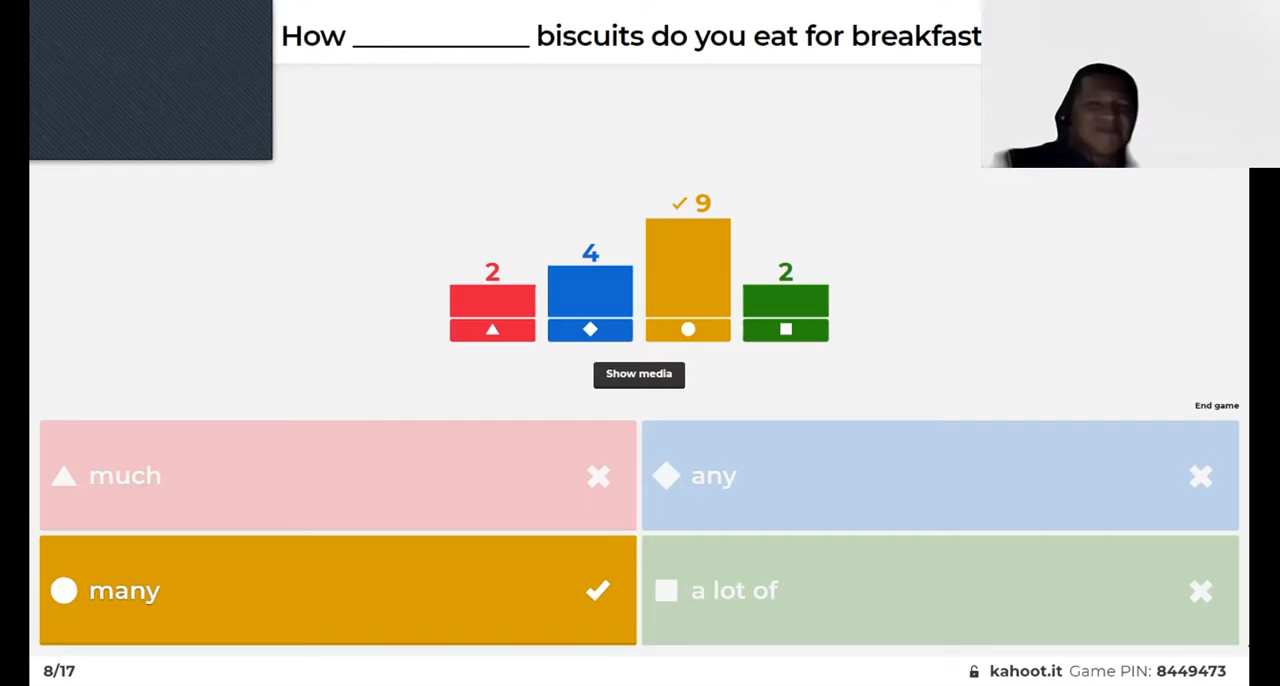 How ____________ biscuits do you eat for breakfast
2
4
9
2
Show media
End game
much
any
many
a lot of
8/17
kahoot.it Game PIN: 8449473